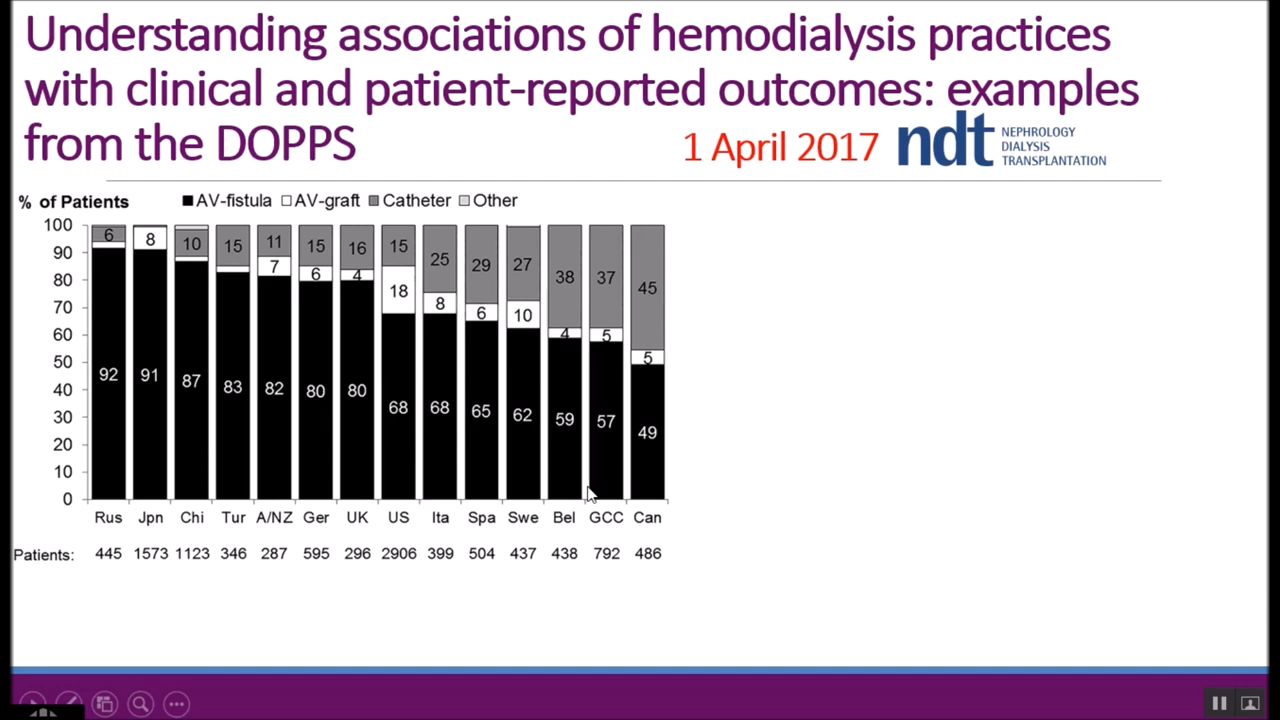 Understanding associations of hemodialysis practices
with clinical and patient-reported outcomes: examples
from the DOPPS
1 April 2017
ndt
NEPHROLOGY
DIALYSIS
TRANSPLANTATION
% of Patients
AV-fistula AV-graft Catheter Other
100
90
80
70
60
50
40
30
20
10
0
6 8 10 15 11 15 16 15 25 29 27 38 37 45
7 6 4 18 8 6 10 4 5 5
92 91 87 83 82 80 80 68 68 65 62 59 57 49
Rus Jpn Chi Tur A/NZ Ger UK US Ita Spa Swe Bel GCC Can
Patients: 445 1573 1123 346 287 595 296 2906 399 504 437 438 792 486